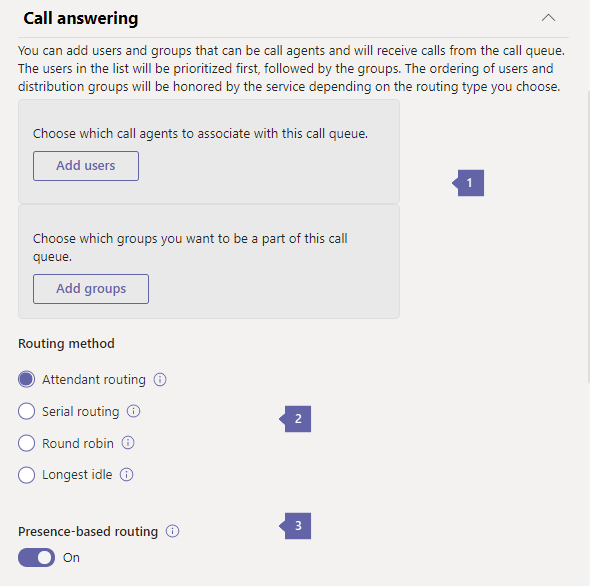 Call answering
You can add users and groups that can be call agents and will receive calls from the call queue.
The users in the list will be prioritized first, followed by the groups. The ordering of users and
distribution groups will be honored by the service depending on the routing type you choose.
Choose which call agents to associate with this call queue.
Add users
1
Choose which groups you want to be a part of this call
queue.
Add groups
Routing method
Attendant routing
Serial routing
2
Round robin
Longest idle
3
Presence-based routing
On